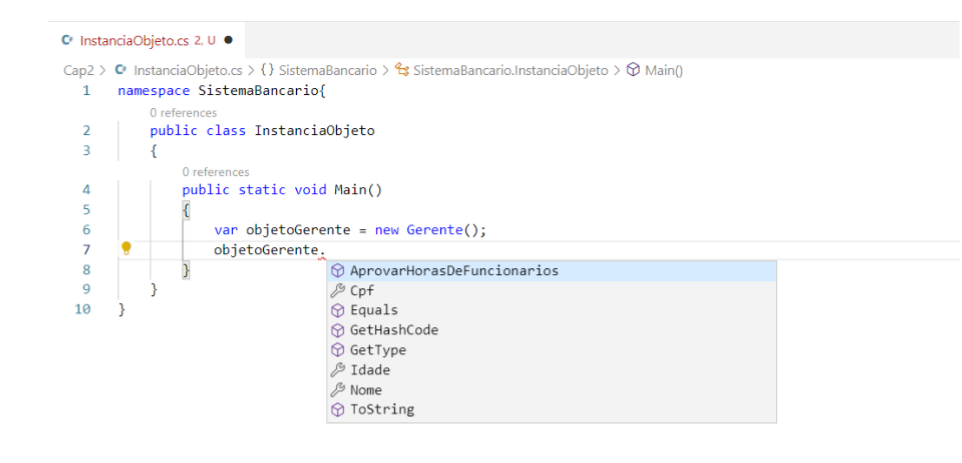 InstanciaObjeto.cs 2, U
Cap2 > InstanciaObjeto.cs > {} SistemaBancario > SistemaBancario.InstanciaObjeto > Main()
1 namespace SistemaBancario{
0 references
2 public class InstanciaObjeto
3 {
0 references
4 public static void Main()
5 {
6 var objetoGerente = new Gerente();
7 objetoGerente.
8 }
9 }
10 }
AprovarHorasDeFuncionarios
Cpf
Equals
GetHashCode
GetType
Idade
Nome
ToString